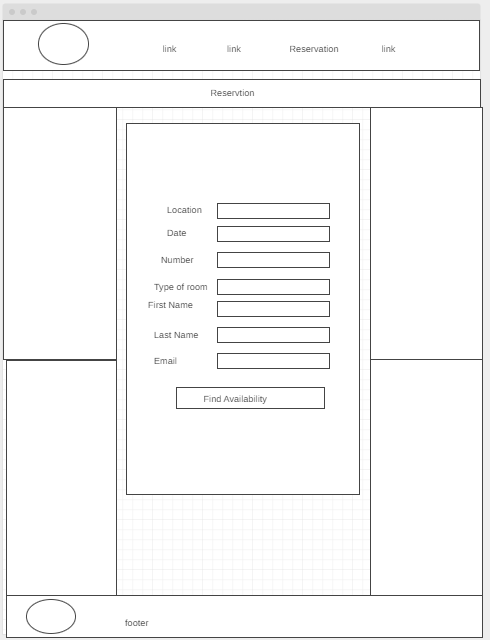 link link Reservation link
Reservtion
Location
Date
Number
Type of room
First Name
Last Name
Email
Find Availability
footer